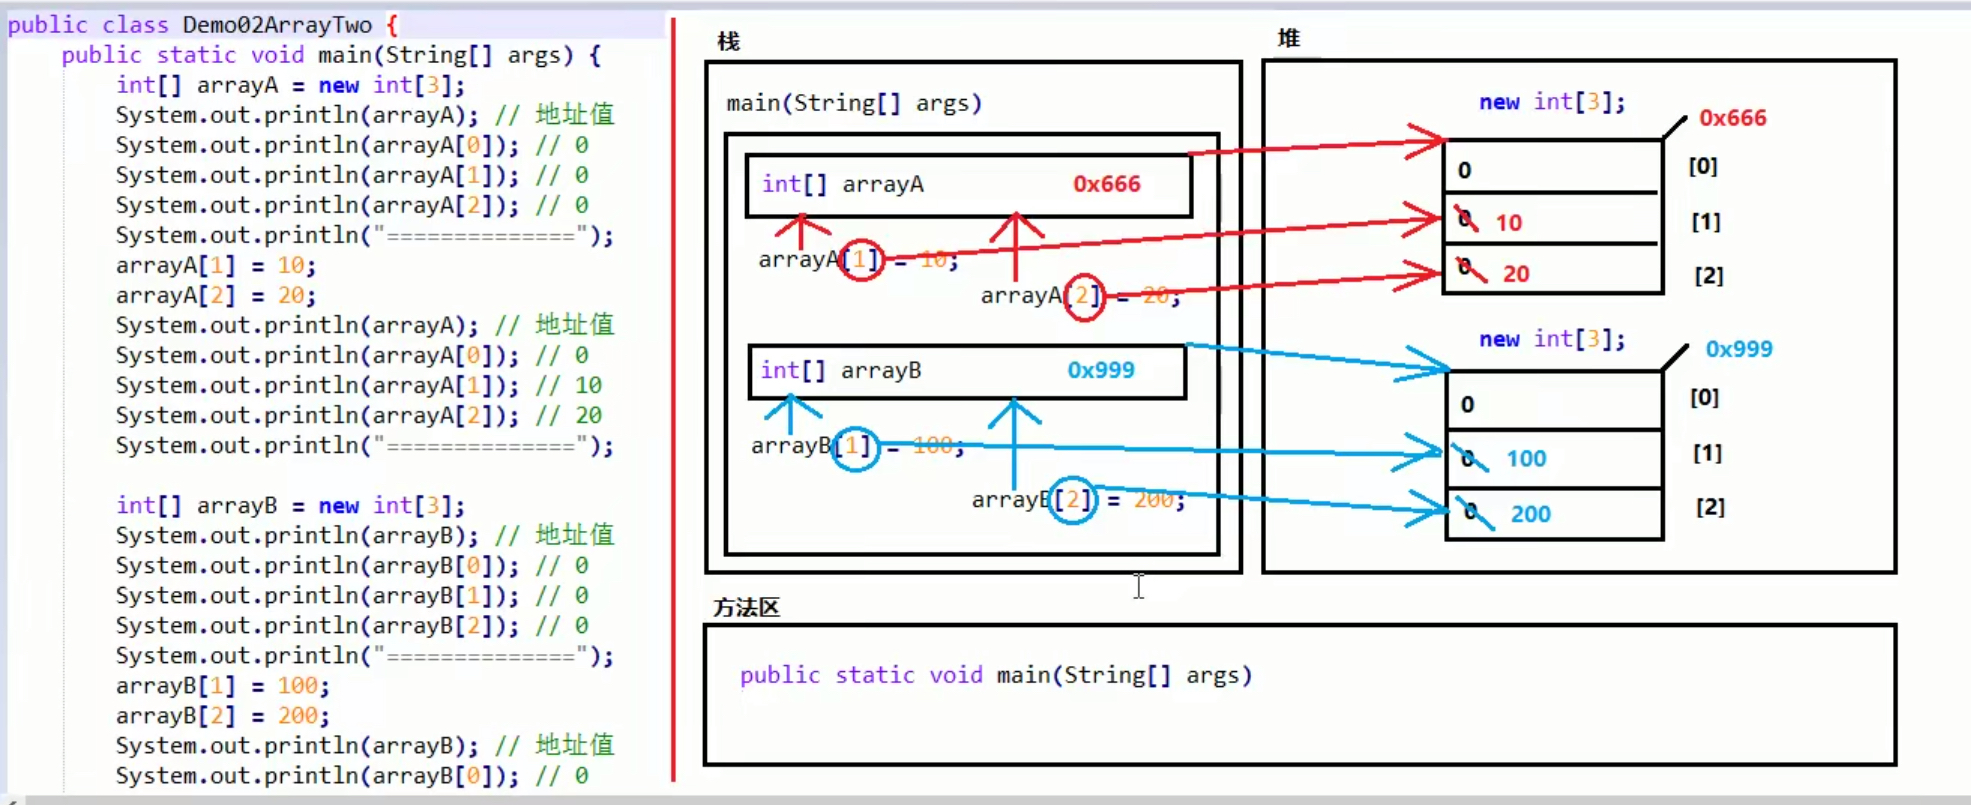 public class Demo02ArrayTwo {
public static void main(String[] args) {
int[] arrayA = new int[3];
System.out.println(arrayA); // 地址值
System.out.println(arrayA[0]); // 0
System.out.println(arrayA[1]); // 0
System.out.println(arrayA[2]); // 0
System.out.println("==============");
arrayA[1] = 10;
arrayA[2] = 20;
System.out.println(arrayA); // 地址值
System.out.println(arrayA[0]); // 0
System.out.println(arrayA[1]); // 10
System.out.println(arrayA[2]); // 20
System.out.println("==============");
int[] arrayB = new int[3];
System.out.println(arrayB); // 地址值
System.out.println(arrayB[0]); // 0
System.out.println(arrayB[1]); // 0
System.out.println(arrayB[2]); // 0
System.out.println("==============");
arrayB[1] = 100;
arrayB[2] = 200;
System.out.println(arrayB); // 地址值
System.out.println(arrayB[0]); // 0
栈
main(String[] args)
int[] arrayA 0x666
arrayA[1] = 10;
arrayA[2] = 20;
int[] arrayB 0x999
arrayB[1] = 100;
arrayB[2] = 200;
堆
new int[3];
0x666
0 [0]
0 10 [1]
0 20 [2]
new int[3];
0x999
0 [0]
0 100 [1]
0 200 [2]
方法区
public static void main(String[] args)